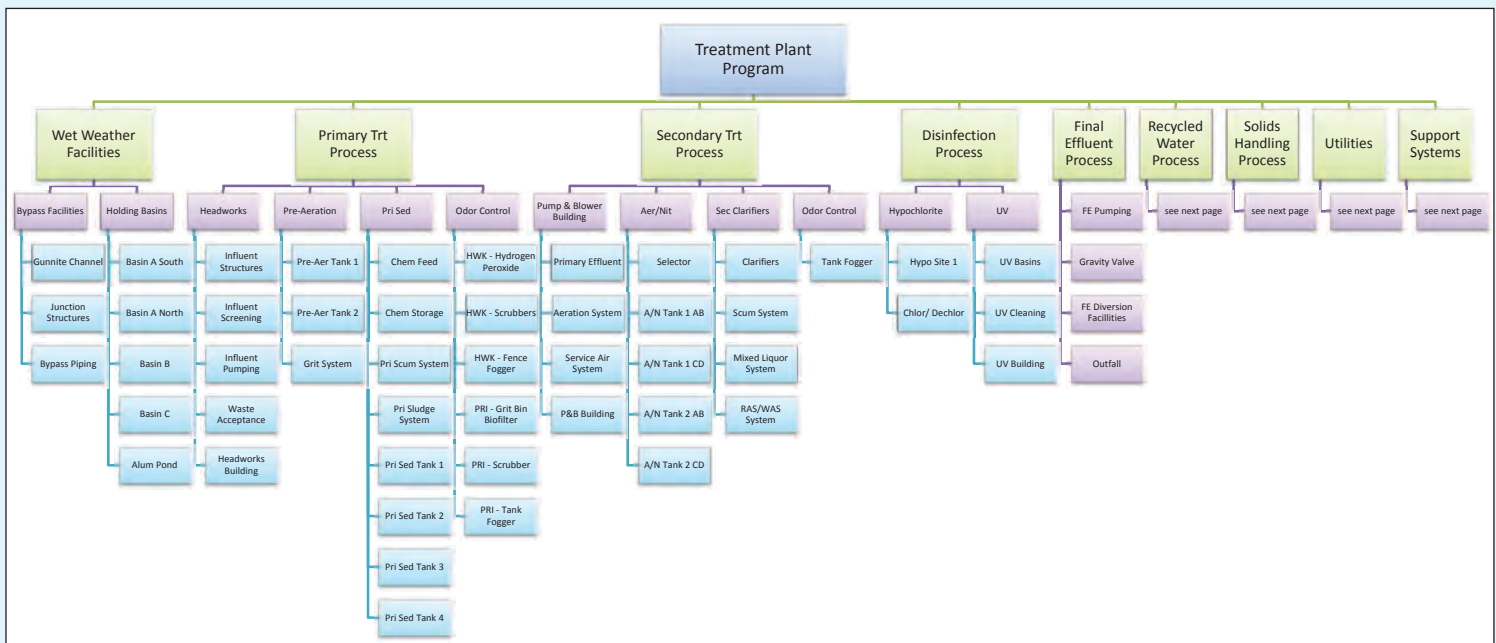 Treatment Plant
Program
Wet Weather
Facilities
Primary Trt
Process
Secondary Trt
Process
Disinfection
Process
Final
Effluent
Process
Recycled
Water
Process
Solids
Handling
Process
Utilities
Support
Systems
Bypass Facilities
Gunnite Channel
Junction
Structures
Bypass Piping
Holding Basins
Basin A South
Basin A North
Basin B
Basin C
Alum Pond
Headworks
Influent
Structures
Influent
Screening
Influent
Pumping
Waste
Acceptance
Headworks
Building
Pre-Aeration
Pre-Aer Tank 1
Pre-Aer Tank 2
Grit System
Pri Sed
Chem Feed
Chem Storage
Pri Scum System
Pri Sludge
System
Pri Sed Tank 1
Pri Sed Tank 2
Pri Sed Tank 3
Pri Sed Tank 4
Odor Control
HWK - Hydrogen
Peroxide
HWK - Scrubbers
HWK - Fence
Fogger
PRI - Grit Bin
Biofilter
PRI - Scrubber
PRI - Tank
Fogger
Pump & Blower
Building
Primary Effluent
Aeration System
Service Air
System
P&B Building
Aer/Nit
Selector
A/N Tank 1 AB
A/N Tank 1 CD
A/N Tank 2 AB
A/N Tank 2 CD
Sec Clarifiers
Clarifiers
Scum System
Mixed Liquor
System
RAS/WAS
System
Odor Control
Tank Fogger
Hypochlorite
Hypo Site 1
Chlor/ Dechlor
UV
UV Basins
UV Cleaning
UV Building
FE Pumping
Gravity Valve
FE Diversion
Facillities
Outfall
see next page
see next page
see next page
see next page